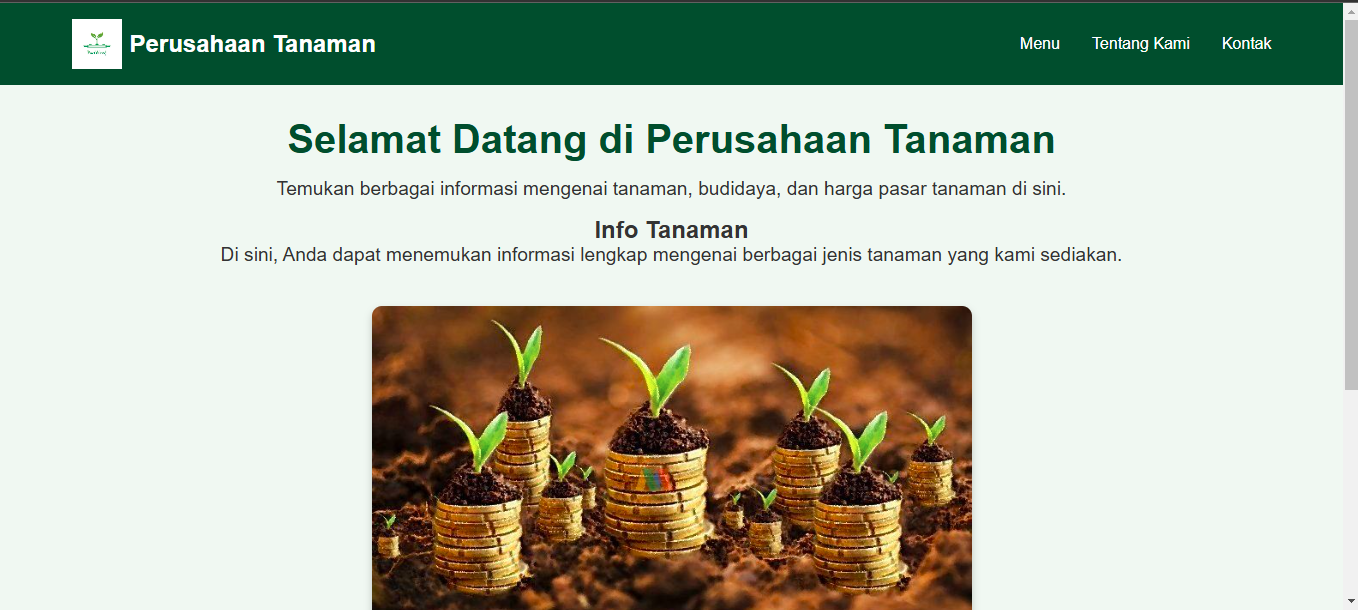 Perusahaan Tanaman
Menu Tentang Kami Kontak
Selamat Datang di Perusahaan Tanaman
Temukan berbagai informasi mengenai tanaman, budidaya, dan harga pasar tanaman di sini.
Info Tanaman
Di sini, Anda dapat menemukan informasi lengkap mengenai berbagai jenis tanaman yang kami sediakan.